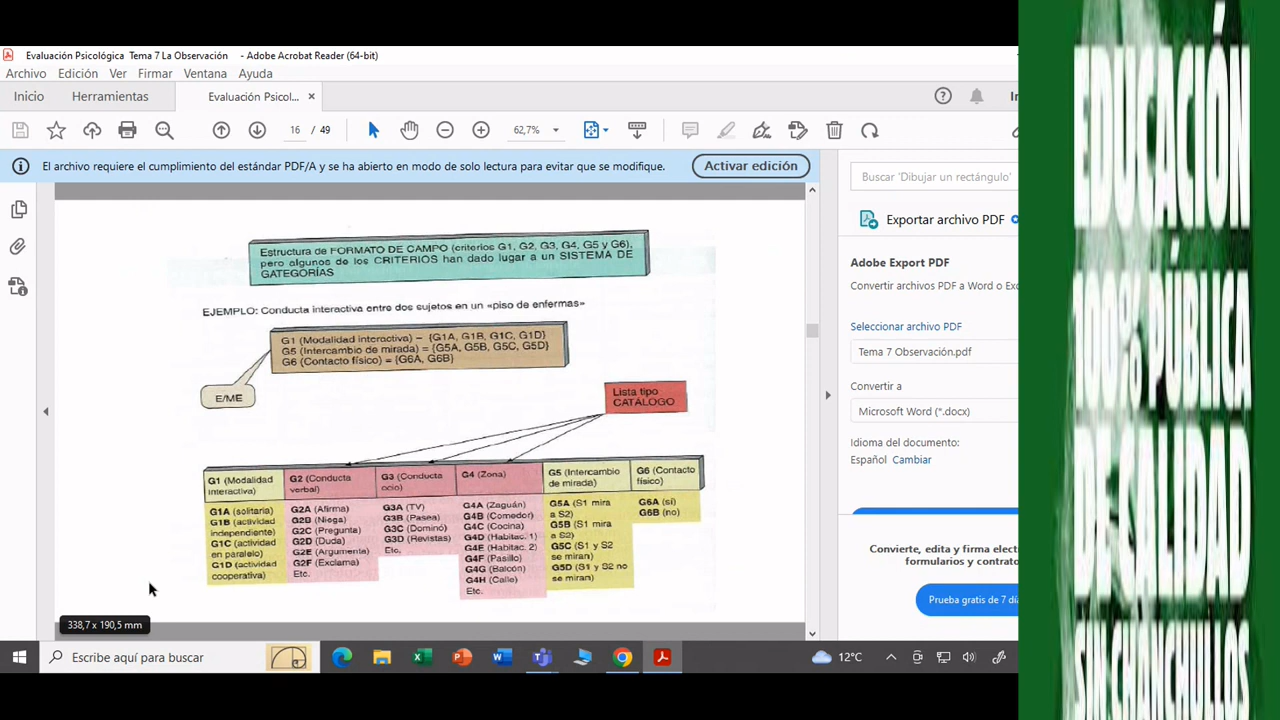 Evaluación Psicológica Tema 7 La Observación - Adobe Acrobat Reader (64-bit)
Archivo Edición Ver Firmar Ventana Ayuda
Inicio Herramientas Evaluación Psicol... ×
16 / 49 62,7%
El archivo requiere el cumplimiento del estándar PDF/A y se ha abierto en modo de solo lectura para evitar que se modifique. Activar edición
Estructura de FORMATO DE CAMPO (criterios G1, G2, G3, G4, G5 y G6),
pero algunos de los CRITERIOS han dado lugar a un SISTEMA DE
GATEGORÍAS
EJEMPLO: Conducta interactiva entre dos sujetos en un «piso de enfermas»
G1 (Modalidad interactiva) – {G1A, G1B, G1C, G1D}
G5 (Intercambio de mirada) = {G5A, G5B, G5C, G5D}
G6 (Contacto físico) = {G6A, G6B}
E/ME
Lista tipo
CATÁLOGO
G1 (Modalidad
interactiva)
G1A (solitaria)
G1B (actividad
independiente)
G1C (actividad
en paralelo)
G1D (actividad
cooperativa)
G2 (Conducta
verbal)
G2A (Afirma)
G2B (Niega)
G2C (Pregunta)
G2D (Duda)
G2E (Argumenta)
G2F (Exclama)
Etc.
G3 (Conducta
ocio)
G3A (TV)
G3B (Pasea)
G3C (Dominó)
G3D (Revistas)
Etc.
G4 (Zona)
G4A (Zaguán)
G4B (Comedor)
G4C (Cocina)
G4D (Habitac. 1)
G4E (Habitac. 2)
G4F (Pasillo)
G4G (Balcón)
G4H (Calle)
Etc.
G5 (Intercambio
de mirada)
G5A (S1 mira
a S2)
G5B (S1 mira
a S2)
G5C (S1 y S2
se miran)
G5D (S1 y S2 no
se miran)
G6 (Contacto
físico)
G6A (sí)
G6B (no)
338,7 x 190,5 mm
Buscar 'Dibujar un rectángulo'
Exportar archivo PDF
Adobe Export PDF
Convertir archivos PDF a Word o Exc
Seleccionar archivo PDF
Tema 7 Observación.pdf
Convertir a
Microsoft Word (*.docx)
Idioma del documento:
Español Cambiar
Convierte, edita y firma elect
formularios y contrat
Prueba gratis de 7 dí
Escribe aquí para buscar
12°C
EDUCACIÓN
100% PÚBLICA
DE SALIDAD
SIN CHANCHULLOS